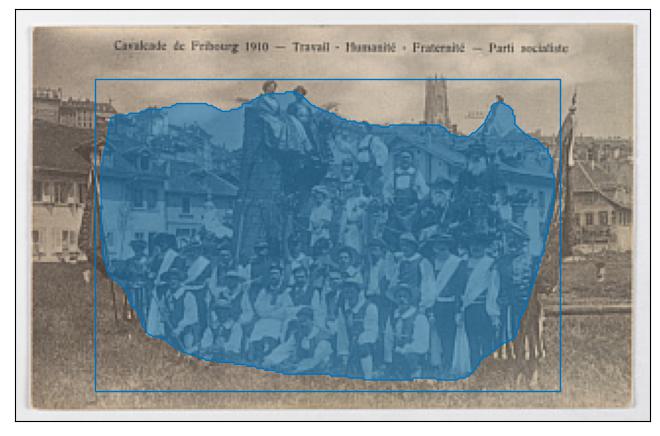 Cavalcade de Fribourg 1910 — Travail - Humanité - Fraternité — Parti socialiste